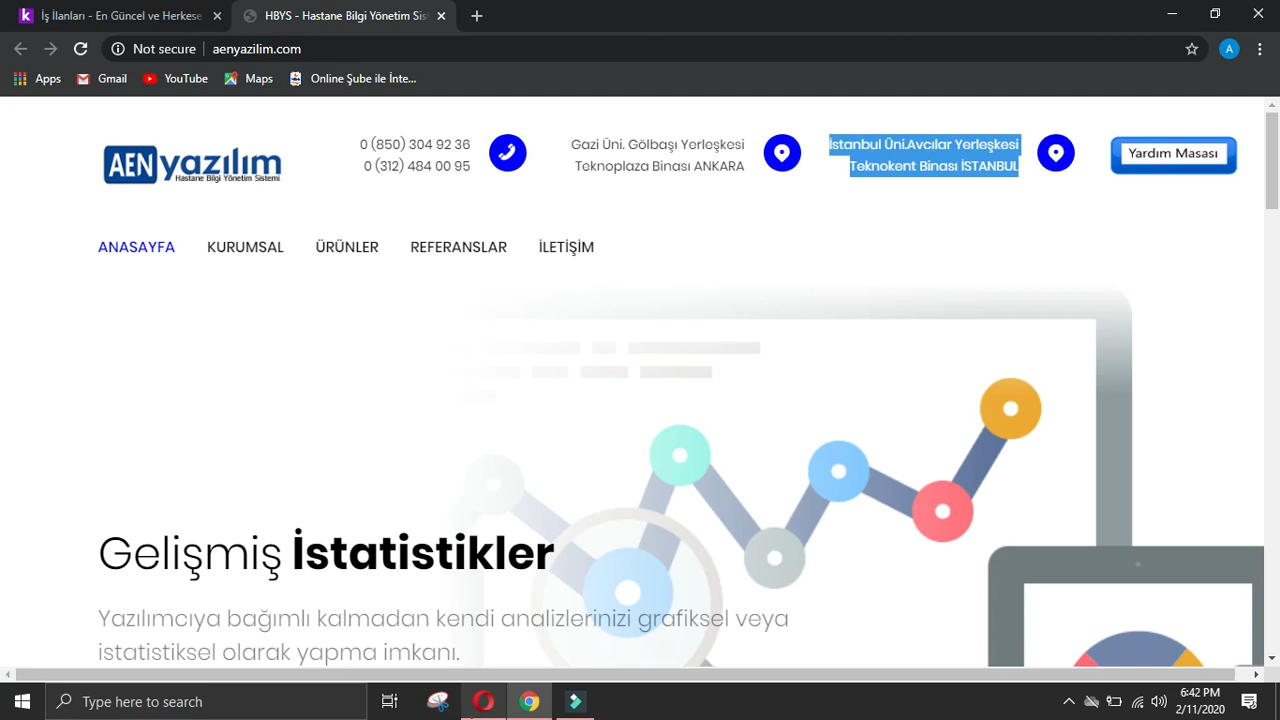 İş İlanları - En Güncel ve Herkese
HBYS - Hastane Bilgi Yönetim Sis
Not secure
aenyazilim.com
A
Apps
Gmail
YouTube
Maps
Online Şube ile İnte...
AENyazılım
Hastane Bilgi Yönetim Sistemi
0 (850) 304 92 36
0 (312) 484 00 95
Gazi Üni. Gölbaşı Yerleşkesi
Teknoplaza Binası ANKARA
İstanbul Üni.Avcılar Yerleşkesi
Teknokent Binası İSTANBUL
Yardım Masası
ANASAYFA
KURUMSAL
ÜRÜNLER
REFERANSLAR
İLETİŞİM
Gelişmiş İstatistikler
Yazılımcıya bağımlı kalmadan kendi analizlerinizi grafiksel veya
istatistiksel olarak yapma imkanı.
Type here to search
6:42 PM
2/11/2020